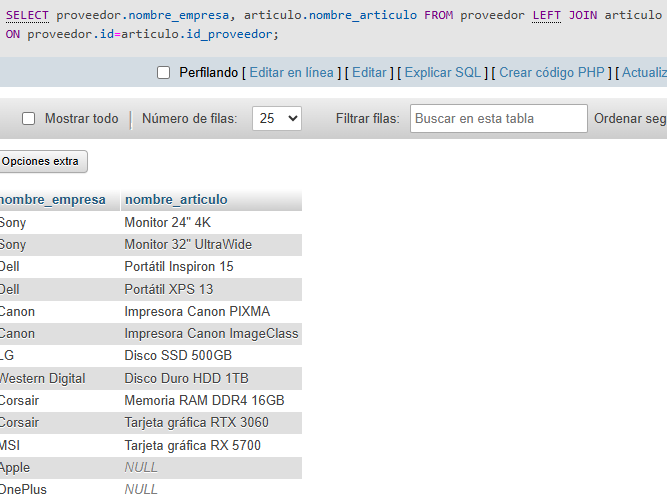 SELECT proveedor.nombre_empresa, articulo.nombre_articulo FROM proveedor LEFT JOIN articulo
ON proveedor.id=articulo.id_proveedor;
Perfilando [ Editar en línea ] [ Editar ] [ Explicar SQL ] [ Crear código PHP ] [ Actualiz
Mostrar todo Número de filas: 25 Filtrar filas: Buscar en esta tabla Ordenar seg
Opciones extra
nombre_empresa nombre_articulo
Sony Monitor 24" 4K
Sony Monitor 32" UltraWide
Dell Portátil Inspiron 15
Dell Portátil XPS 13
Canon Impresora Canon PIXMA
Canon Impresora Canon ImageClass
LG Disco SSD 500GB
Western Digital Disco Duro HDD 1TB
Corsair Memoria RAM DDR4 16GB
Corsair Tarjeta gráfica RTX 3060
MSI Tarjeta gráfica RX 5700
Apple NULL
OnePlus NULL